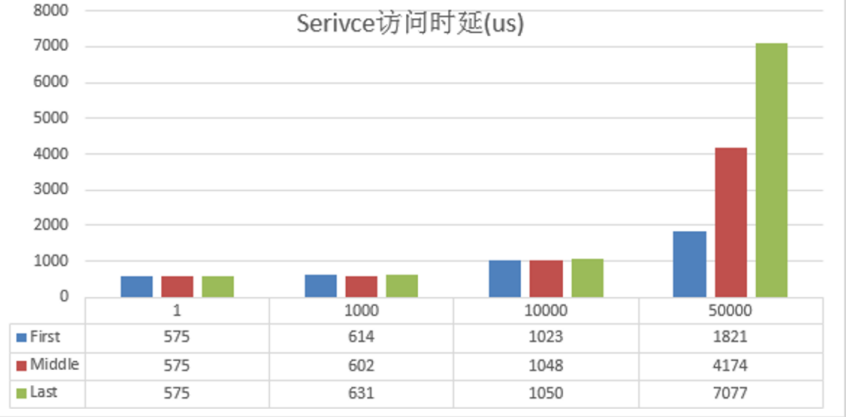 Serivce访问时延(us)
8000
7000
6000
5000
4000
3000
2000
1000
0
1 1000 10000 50000
First 575 614 1023 1821
Middle 575 602 1048 4174
Last 575 631 1050 7077